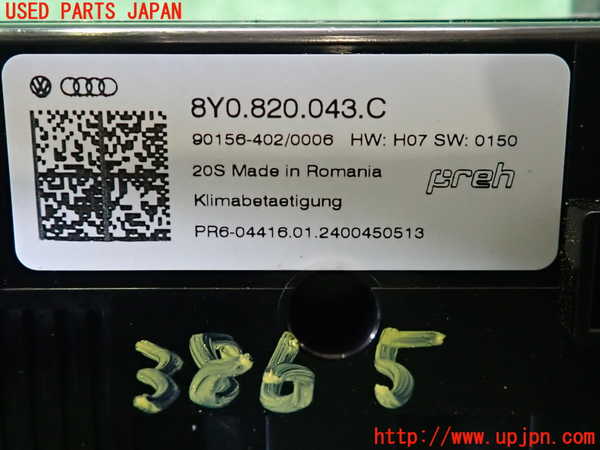 USED PARTS JAPAN
8Y0.820.043.C
90156-402/0006 HW: H07 SW: 0150
20S Made in Romania
preh
Klimabetaetigung
PR6-04416.01.2400450513
3865
http://www.upjpn.com/